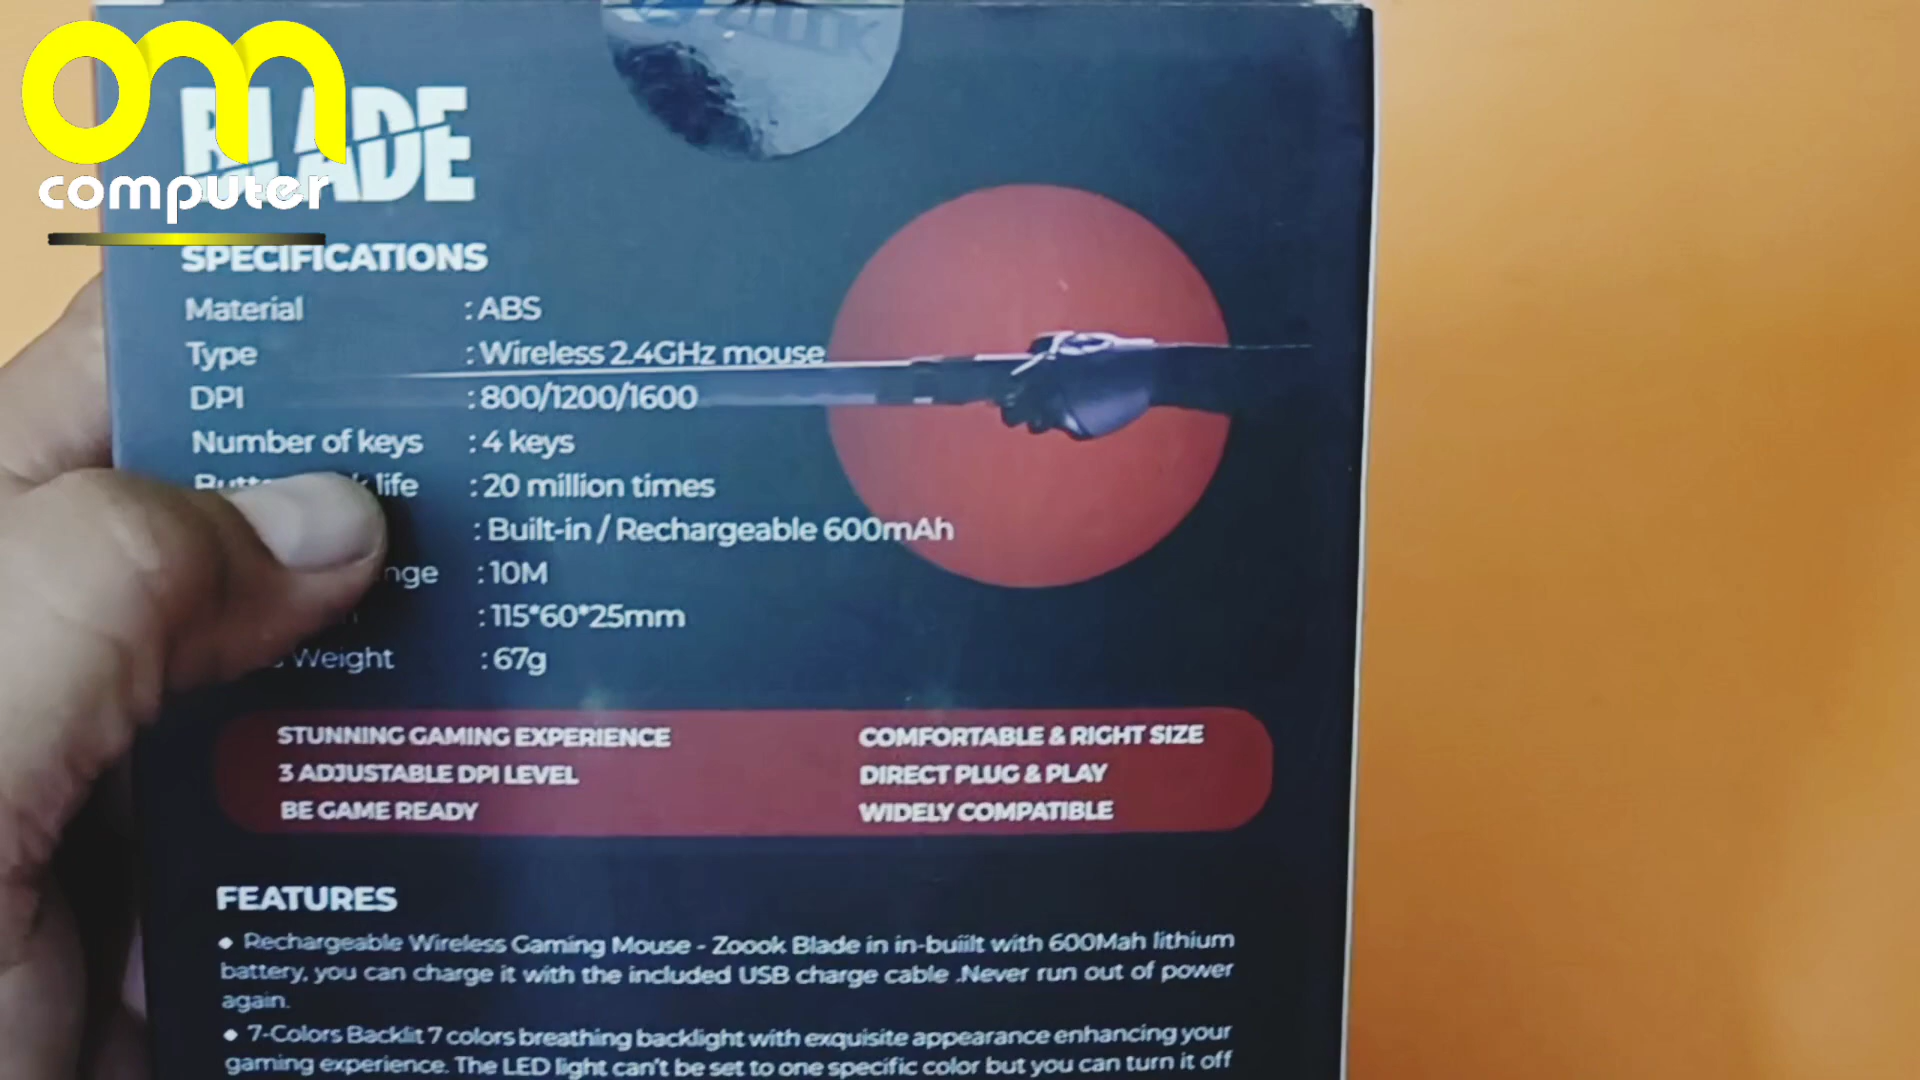 om
computer
BLADE
SPECIFICATIONS
Material : ABS
Type : Wireless 2.4GHz mouse
DPI : 800/1200/1600
Number of keys : 4 keys
life : 20 million times
: Built-in / Rechargeable 600mAh
: 10M
: 115*60*25mm
Weight : 67g
STUNNING GAMING EXPERIENCE
COMFORTABLE & RIGHT SIZE
3 ADJUSTABLE DPI LEVEL
DIRECT PLUG & PLAY
BE GAME READY
WIDELY COMPATIBLE
FEATURES
• Rechargeable Wireless Gaming Mouse - Zoook Blade in in-buiilt with 600Mah lithium
battery, you can charge it with the included USB charge cable .Never run out of power
again.
• 7-Colors Backlit 7 colors breathing backlight with exquisite appearance enhancing your
gaming experience. The LED light can't be set to one specific color but you can turn it off